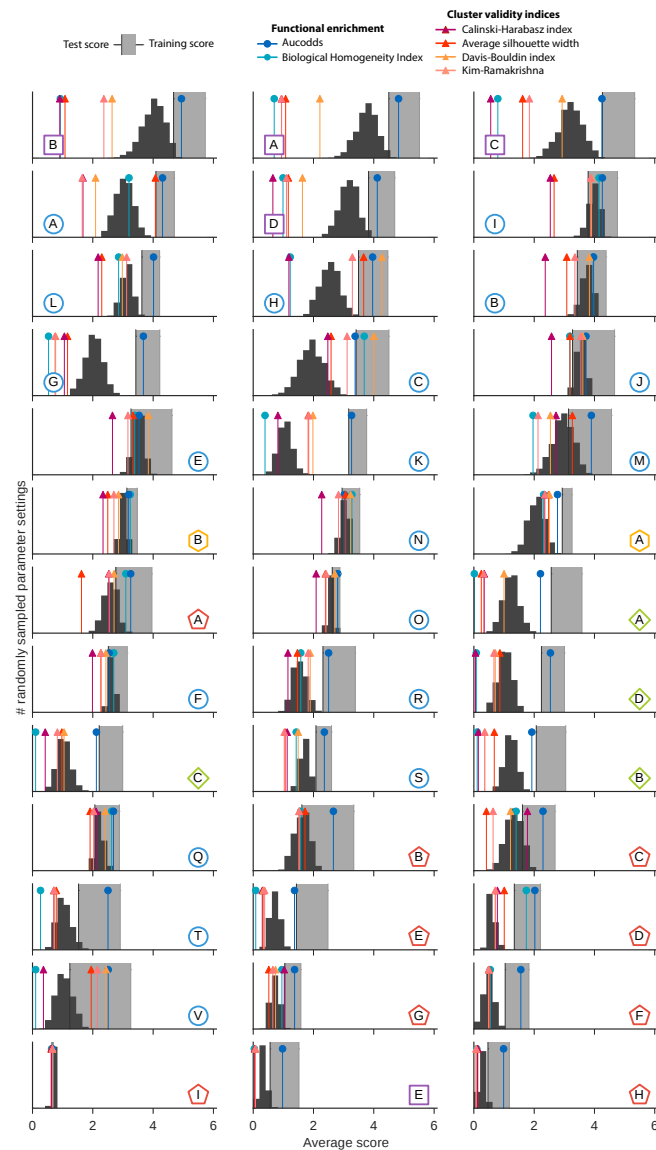 Test score
Training score
Functional enrichment
Aucodds
Biological Homogeneity Index
Cluster validity indices
Calinski-Harabasz index
Average silhouette width
Davis-Bouldin index
Kim-Ramakrishna
B
A
C
A
D
I
L
H
B
G
C
J
E
K
M
B
N
A
A
O
A
F
R
D
C
S
B
Q
B
C
T
E
D
V
G
F
I
E
H
# randomly sampled parameter settings
0 2 4 6 0 2 4 6 0 2 4 6
Average score